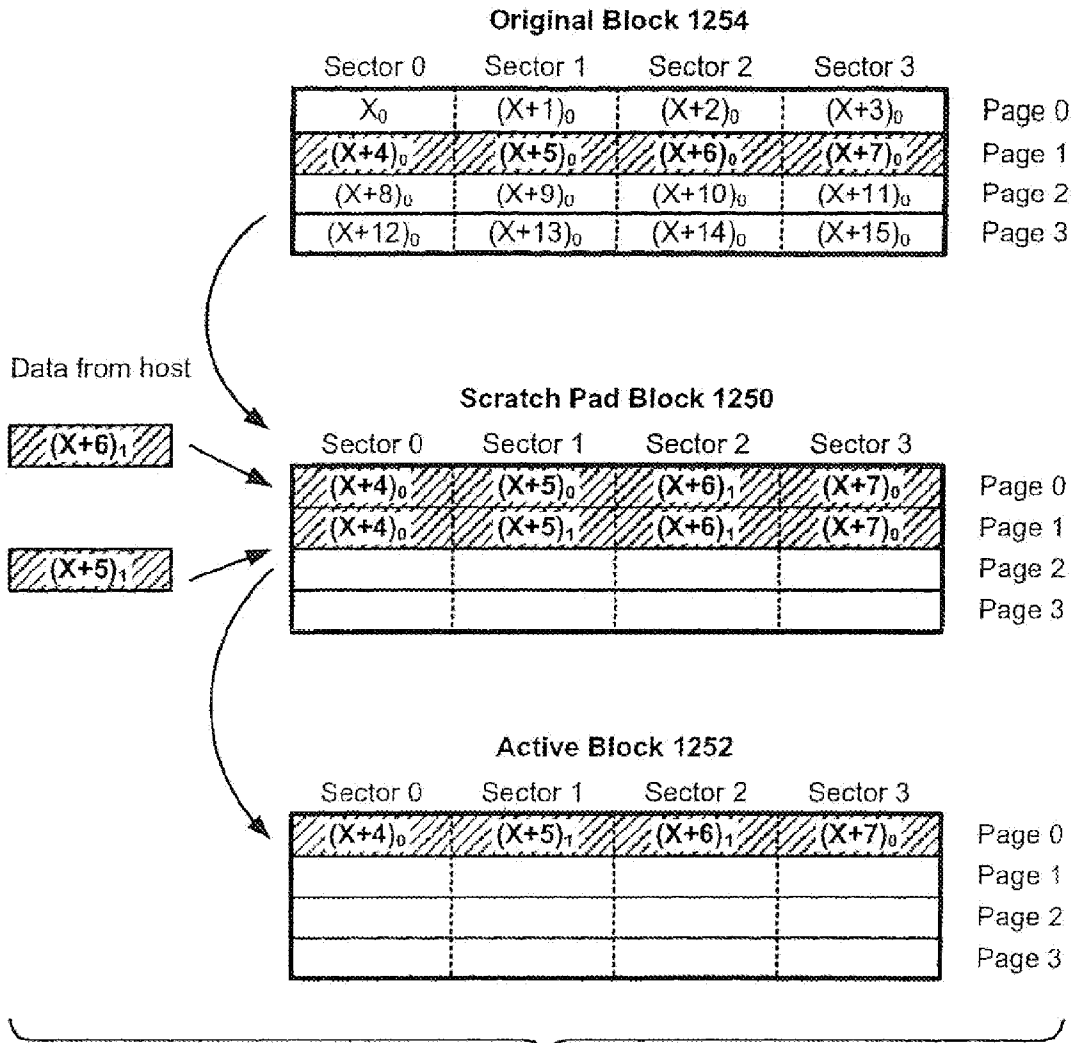 Original Block 1254
Sector 0 Sector 1 Sector 2 Sector 3
X₀ (X+1)₀ (X+2)₀ (X+3)₀ Page 0
(X+4)₀ (X+5)₀ (X+6)₀ (X+7)₀ Page 1
(X+8)₀ (X+9)₀ (X+10)₀ (X+11)₀ Page 2
(X+12)₀ (X+13)₀ (X+14)₀ (X+15)₀ Page 3
Data from host
Scratch Pad Block 1250
(X+6)₁
Sector 0 Sector 1 Sector 2 Sector 3
(X+4)₀ (X+5)₀ (X+6)₁ (X+7)₀ Page 0
(X+4)₀ (X+5)₁ (X+6)₁ (X+7)₀ Page 1
(X+5)₁
Page 2
Page 3
Active Block 1252
Sector 0 Sector 1 Sector 2 Sector 3
(X+4)₀ (X+5)₁ (X+6)₁ (X+7)₀ Page 0
Page 1
Page 2
Page 3